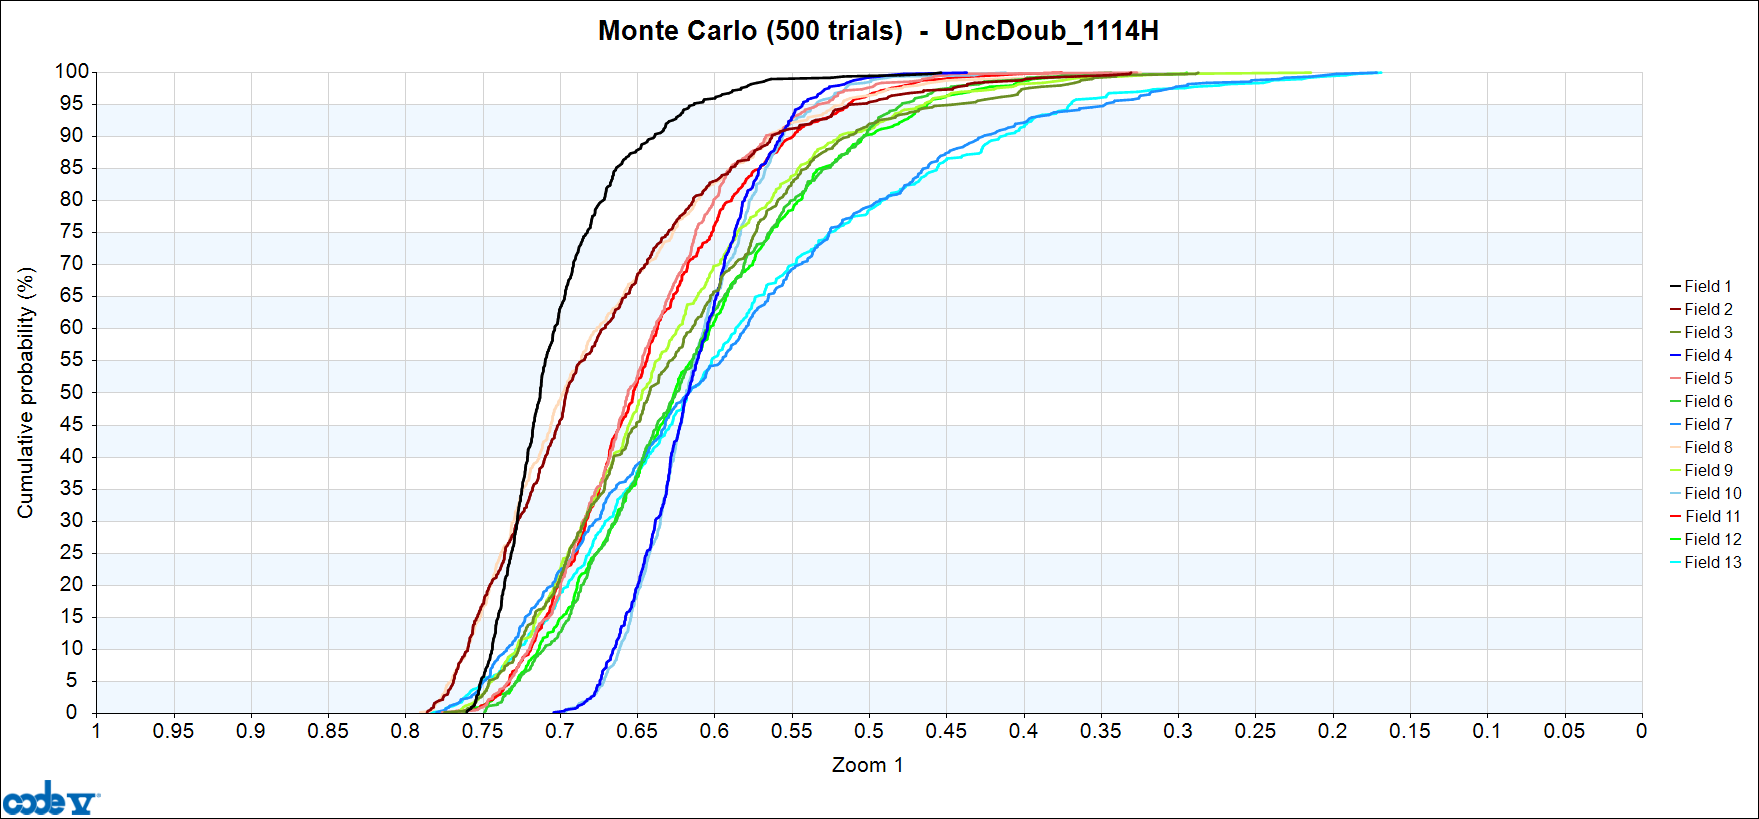 Monte Carlo (500 trials)  -  UncDoub_1114H
Cumulative probability (%)
100
95
90
85
80
75
70
65
60
55
50
45
40
35
30
25
20
15
10
5
0
1 0.95 0.9 0.85 0.8 0.75 0.7 0.65 0.6 0.55 0.5 0.45 0.4 0.35 0.3 0.25 0.2 0.15 0.1 0.05 0
Zoom 1
Field 1
Field 2
Field 3
Field 4
Field 5
Field 6
Field 7
Field 8
Field 9
Field 10
Field 11
Field 12
Field 13
code V